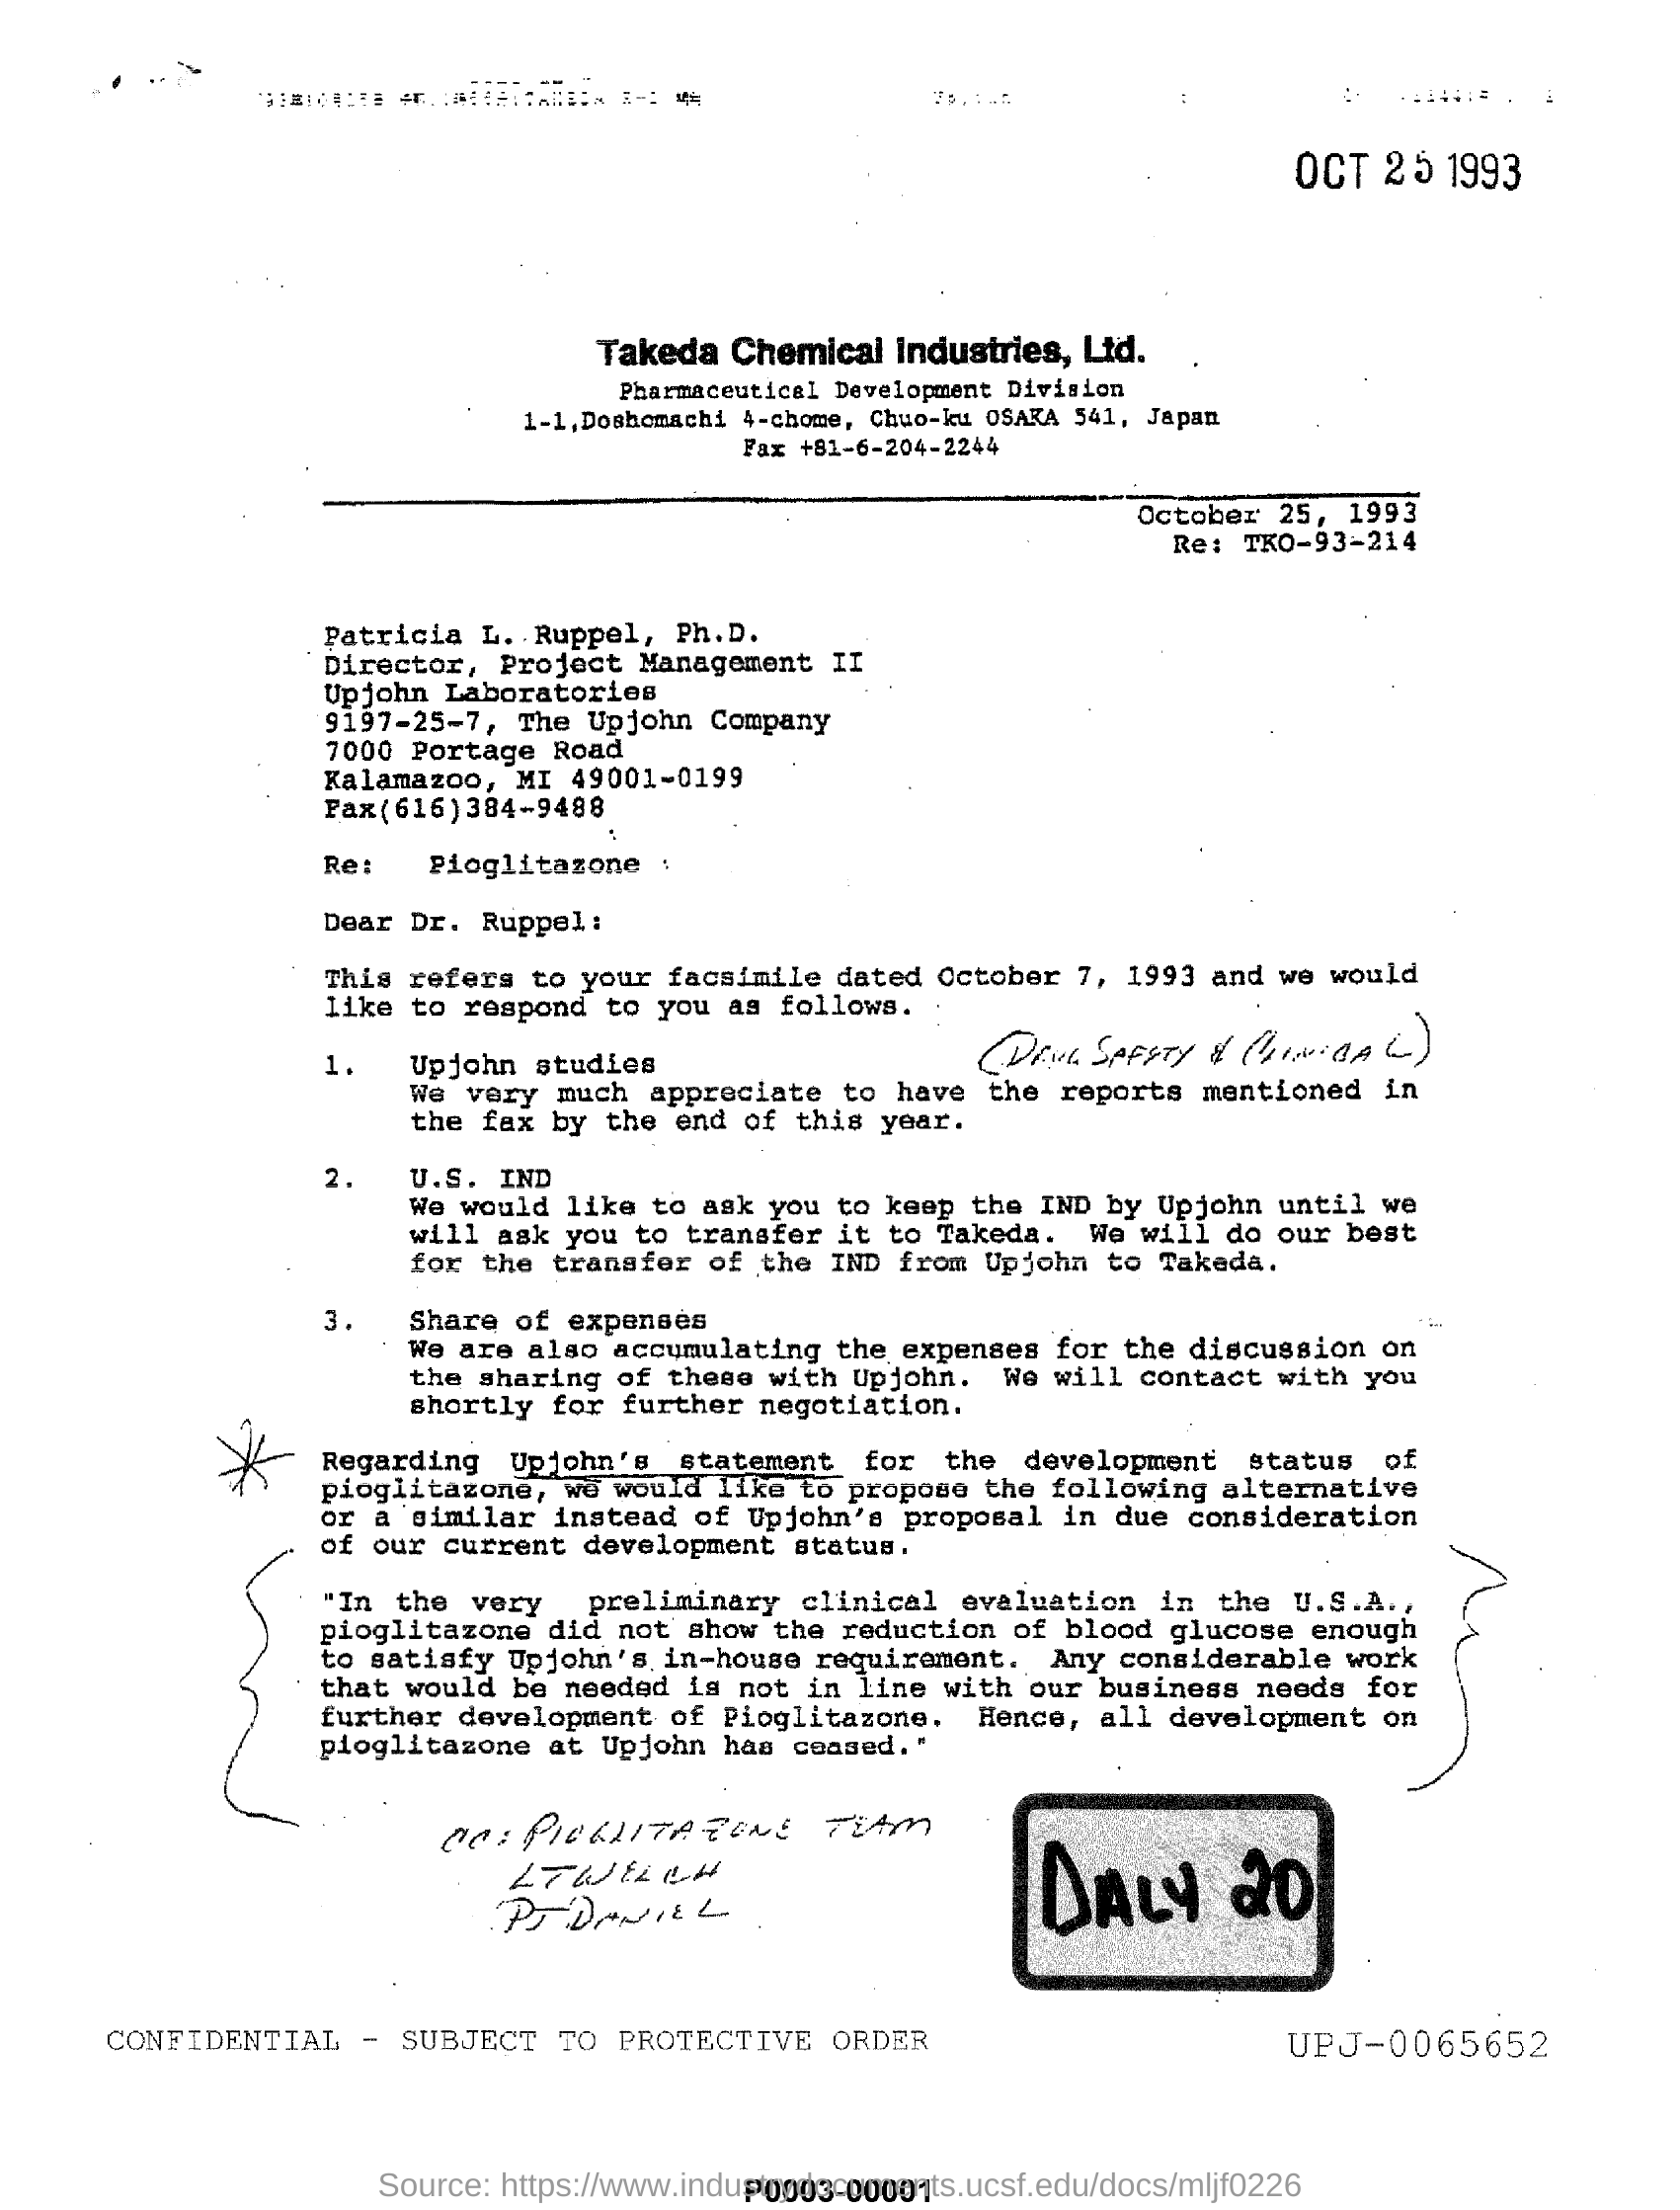 OCT 25 1993
Takeda Chemical Industries, Ltd.
Pharmaceutical Development Division
1-1,Doshomachi 4-chome, Chuo-ku OSAKA 541, Japan
Fax +81-6-204-2244
October 25, 1993
Re: TKO-93-214
Patricia L. Ruppel, Ph.D.
Director, Project Management II
Upjohn Laboratories
9197-25-7, The Upjohn Company
7000 Portage Road
Kalamazoo, MI 49001-0199
Fax(616)384-9488
Re: Pioglitazone
Dear Dr. Ruppel:
This refers to your facsimile dated October 7, 1993 and we would
like to respond to you as follows.
(DRUG SAFETY & CLINICAL)
1. Upjohn studies
We very much appreciate to have the reports mentioned in
the fax by the end of this year.
2. U.S. IND
We would like to ask you to keep the IND by Upjohn until we
will ask you to transfer it to Takeda. We will do our best
for the transfer of the IND from Upjohn to Takeda.
3. Share of expenses
We are also accumulating the expenses for the discussion on
the sharing of these with Upjohn. We will contact with you
shortly for further negotiation.
Regarding Upjohn's statement for the development status of
pioglitazone, we would like to propose the following alternative
or a similar instead of Upjohn's proposal in due consideration
of our current development status.
"In the very preliminary clinical evaluation in the U.S.A.,
pioglitazone did not show the reduction of blood glucose enough
to satisfy Upjohn's in-house requirement. Any considerable work
that would be needed is not in line with our business needs for
further development of Pioglitazone. Hence, all development on
pioglitazone at Upjohn has ceased."
CC: PIOGLITAZONE TEAM
LTWELCH
PJDANIEL
DALY 20
CONFIDENTIAL - SUBJECT TO PROTECTIVE ORDER
UPJ-0065652
Source: https://www.industrydocuments.ucsf.edu/docs/mljf0226
P0003-00001